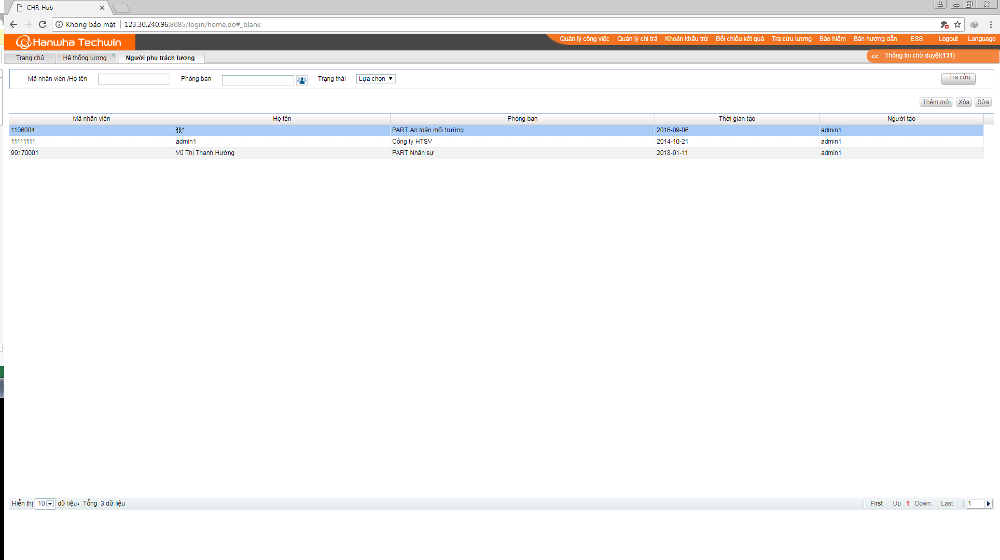 CHR-Hub
Không bảo mật 123.30.240.96:8085/login/home.do#_blank
Hanwha Techwin
Quản lý công việc Quản lý chi trả Khoản khấu trừ Đối chiếu kết quả Tra cứu lương Bảo hiểm Bản hướng dẫn ESS Logout Language
Trang chủ Hệ thống lương Người phụ trách lương << Thông tin chờ duyệt(131)
Mã nhân viên /Họ tên Phòng ban Trạng thái Lựa chọn Tra cứu
Thêm mới Xóa Sửa
Mã nhân viên Họ tên Phòng ban Thời gian tạo Người tạo
1106004 张* PART An toàn môi trường 2016-09-06 admin1
11111111 admin1 Công ty HTSV 2014-10-21 admin1
90170001 Vũ Thị Thanh Hường PART Nhân sự 2018-01-11 admin1
Hiển thị 10 dữ liệu，Tổng 3 dữ liệu First Up 1 Down Last 1